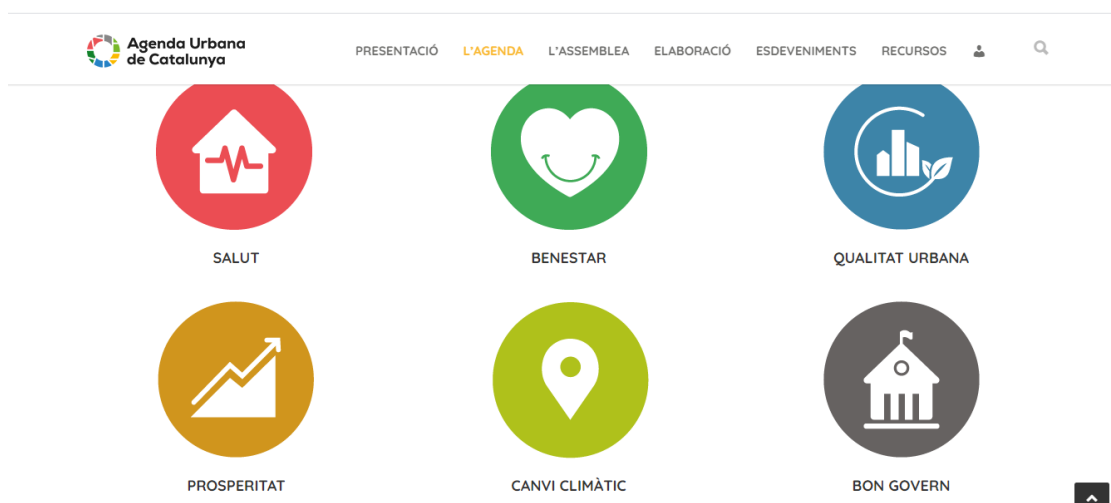 Agenda Urbana
de Catalunya
PRESENTACIÓ L'AGENDA L'ASSEMBLEA ELABORACIÓ ESDEVENIMENTS RECURSOS
SALUT BENESTAR QUALITAT URBANA
PROSPERITAT CANVI CLIMÀTIC BON GOVERN